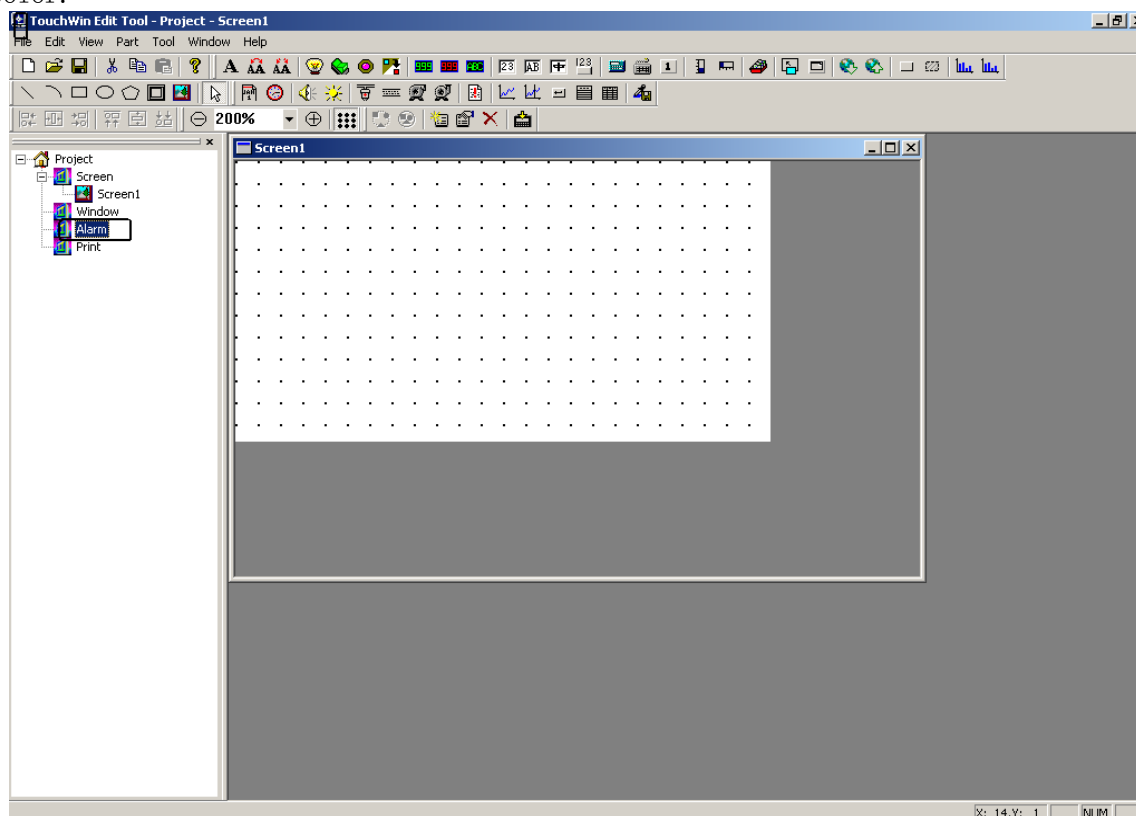 TouchWin Edit Tool - Project - Screen1
File Edit View Part Tool Window Help
200%
Project
Screen
Screen1
Window
Alarm
Print
Screen1
X: 14,Y: 1 NUM